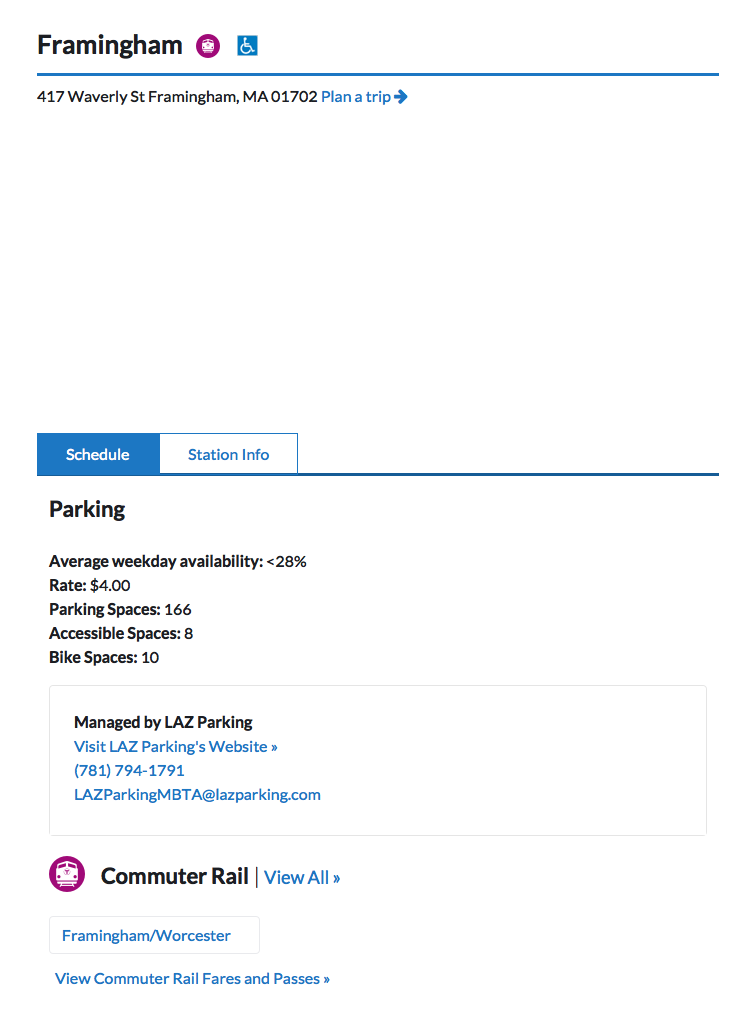 Framingham
417 Waverly St Framingham, MA 01702 Plan a trip
Schedule
Station Info
Parking
Average weekday availability: <28%
Rate: $4.00
Parking Spaces: 166
Accessible Spaces: 8
Bike Spaces: 10
Managed by LAZ Parking
Visit LAZ Parking's Website »
(781) 794-1791
LAZParkingMBTA@lazparking.com
Commuter Rail | View All »
Framingham/Worcester
View Commuter Rail Fares and Passes »